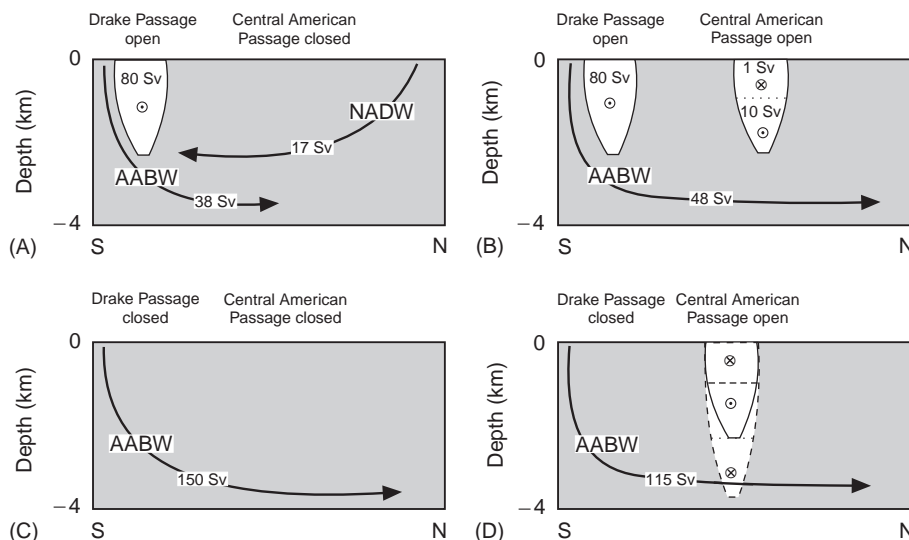 Drake Passage
open
Central American
Passage closed
0
80 Sv
NADW
17 Sv
AABW
38 Sv
−4
Depth (km)
(A)
S
N
Drake Passage
open
Central American
Passage open
0
80 Sv
1 Sv
10 Sv
AABW
48 Sv
−4
Depth (km)
(B)
S
N
Drake Passage
closed
Central American
Passage closed
0
AABW
150 Sv
−4
Depth (km)
(C)
S
N
Drake Passage
closed
Central American
Passage open
0
AABW
115 Sv
−4
Depth (km)
(D)
S
N